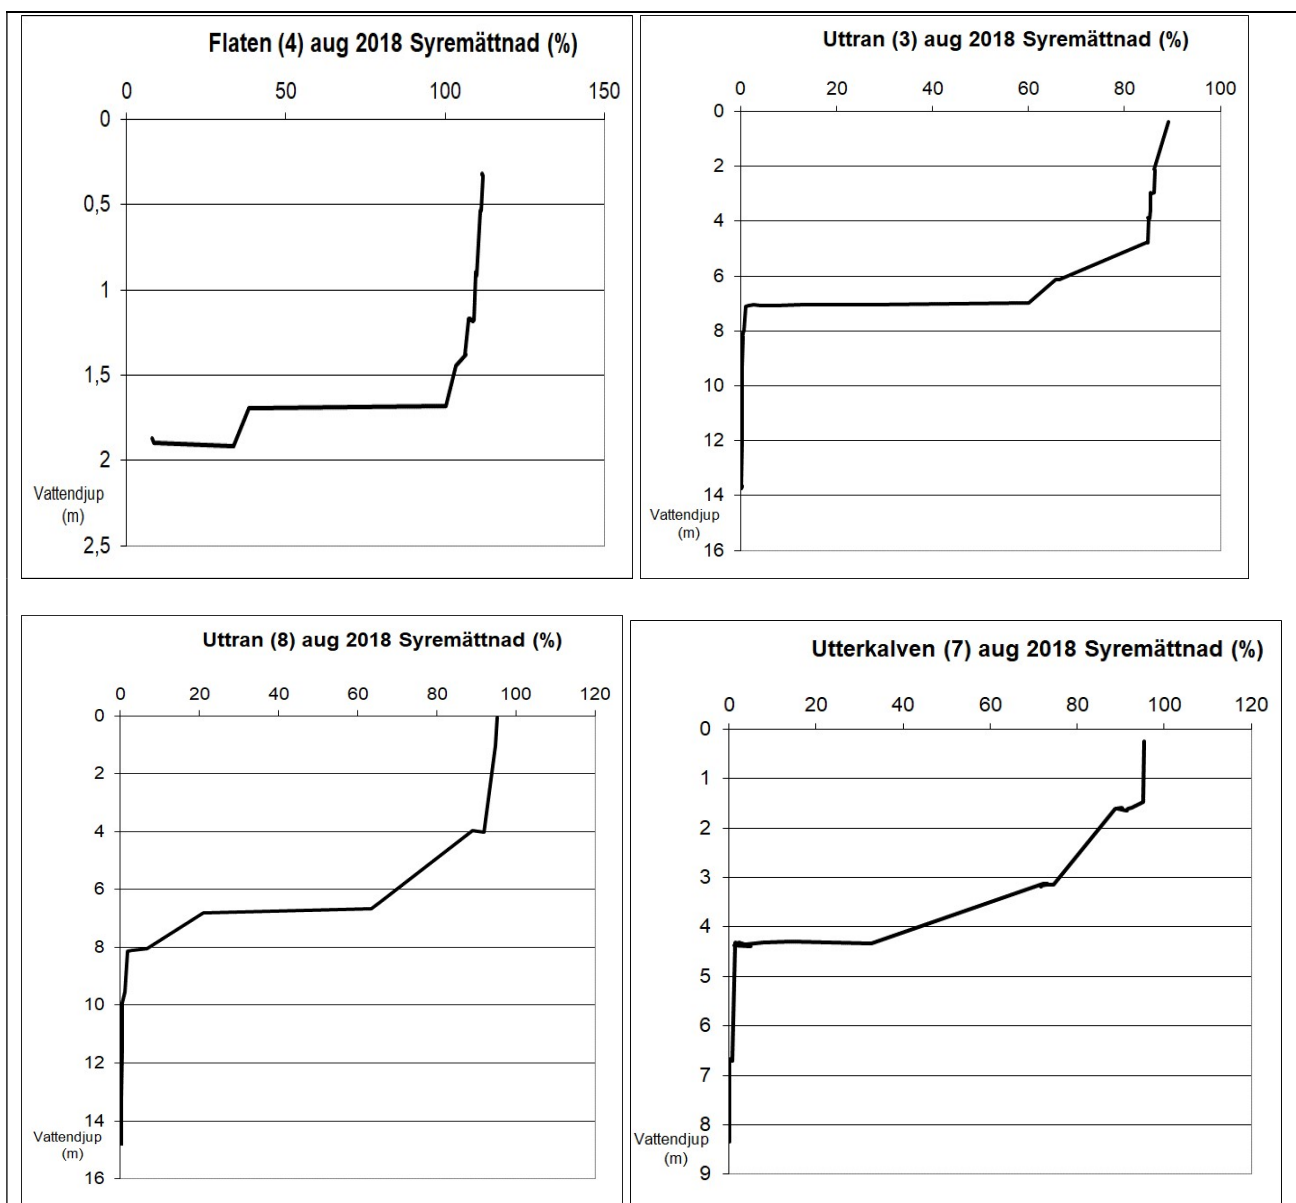 Flaten (4) aug 2018 Syremättnad (%)
0 50 100 150
0
0,5
1
1,5
2
Vattendjup
(m)
2,5
Uttran (3) aug 2018 Syremättnad (%)
0 20 40 60 80 100
0
2
4
6
8
10
12
14
Vattendjup
(m)
16
Uttran (8) aug 2018 Syremättnad (%)
0 20 40 60 80 100 120
0
2
4
6
8
10
12
14
Vattendjup
(m)
16
Utterkalven (7) aug 2018 Syremättnad (%)
0 20 40 60 80 100 120
0
1
2
3
4
5
6
7
8
Vattendjup
(m)
9